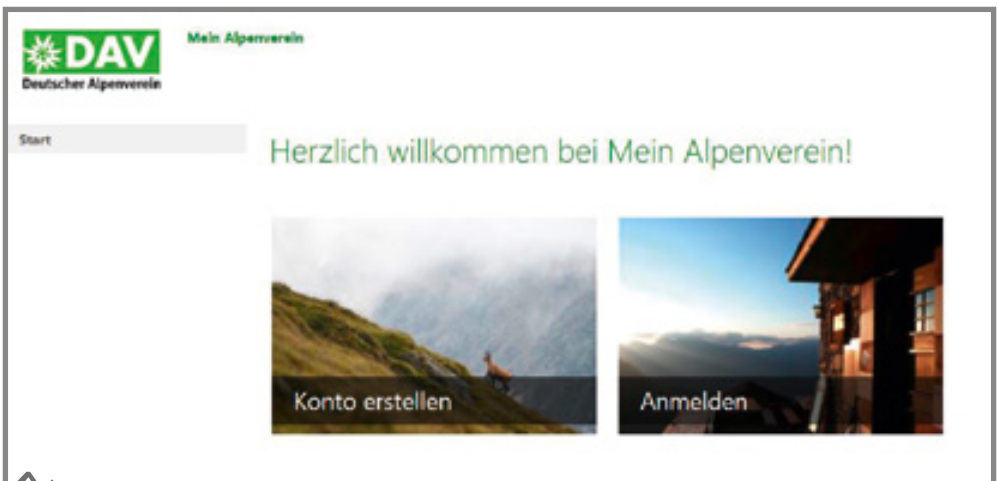 DAV
Deutscher Alpenverein
Mein Alpenverein
Start
Herzlich willkommen bei Mein Alpenverein!
Konto erstellen
Anmelden